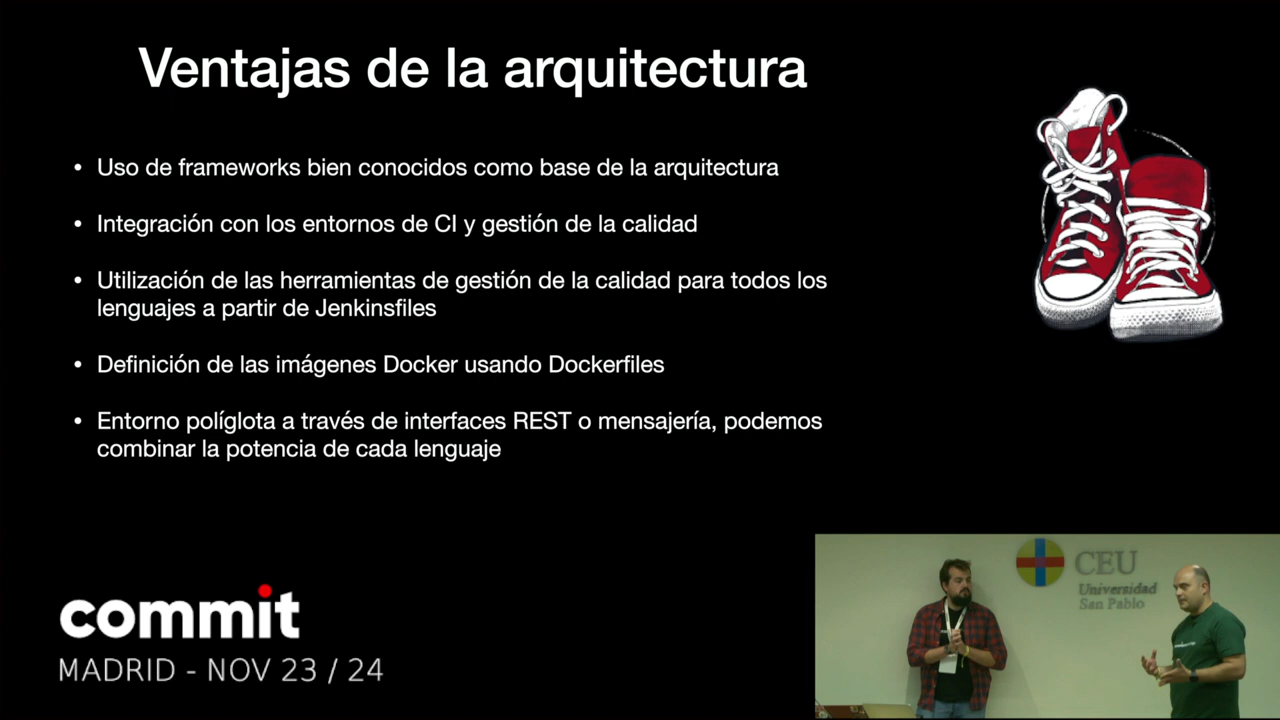 Ventajas de la arquitectura
• Uso de frameworks bien conocidos como base de la arquitectura
• Integración con los entornos de CI y gestión de la calidad
• Utilización de las herramientas de gestión de la calidad para todos los
lenguajes a partir de Jenkinsfiles
• Definición de las imágenes Docker usando Dockerfiles
• Entorno políglota a través de interfaces REST o mensajería, podemos
combinar la potencia de cada lenguaje
commit
MADRID - NOV 23 / 24
CEU
Universidad
San Pablo